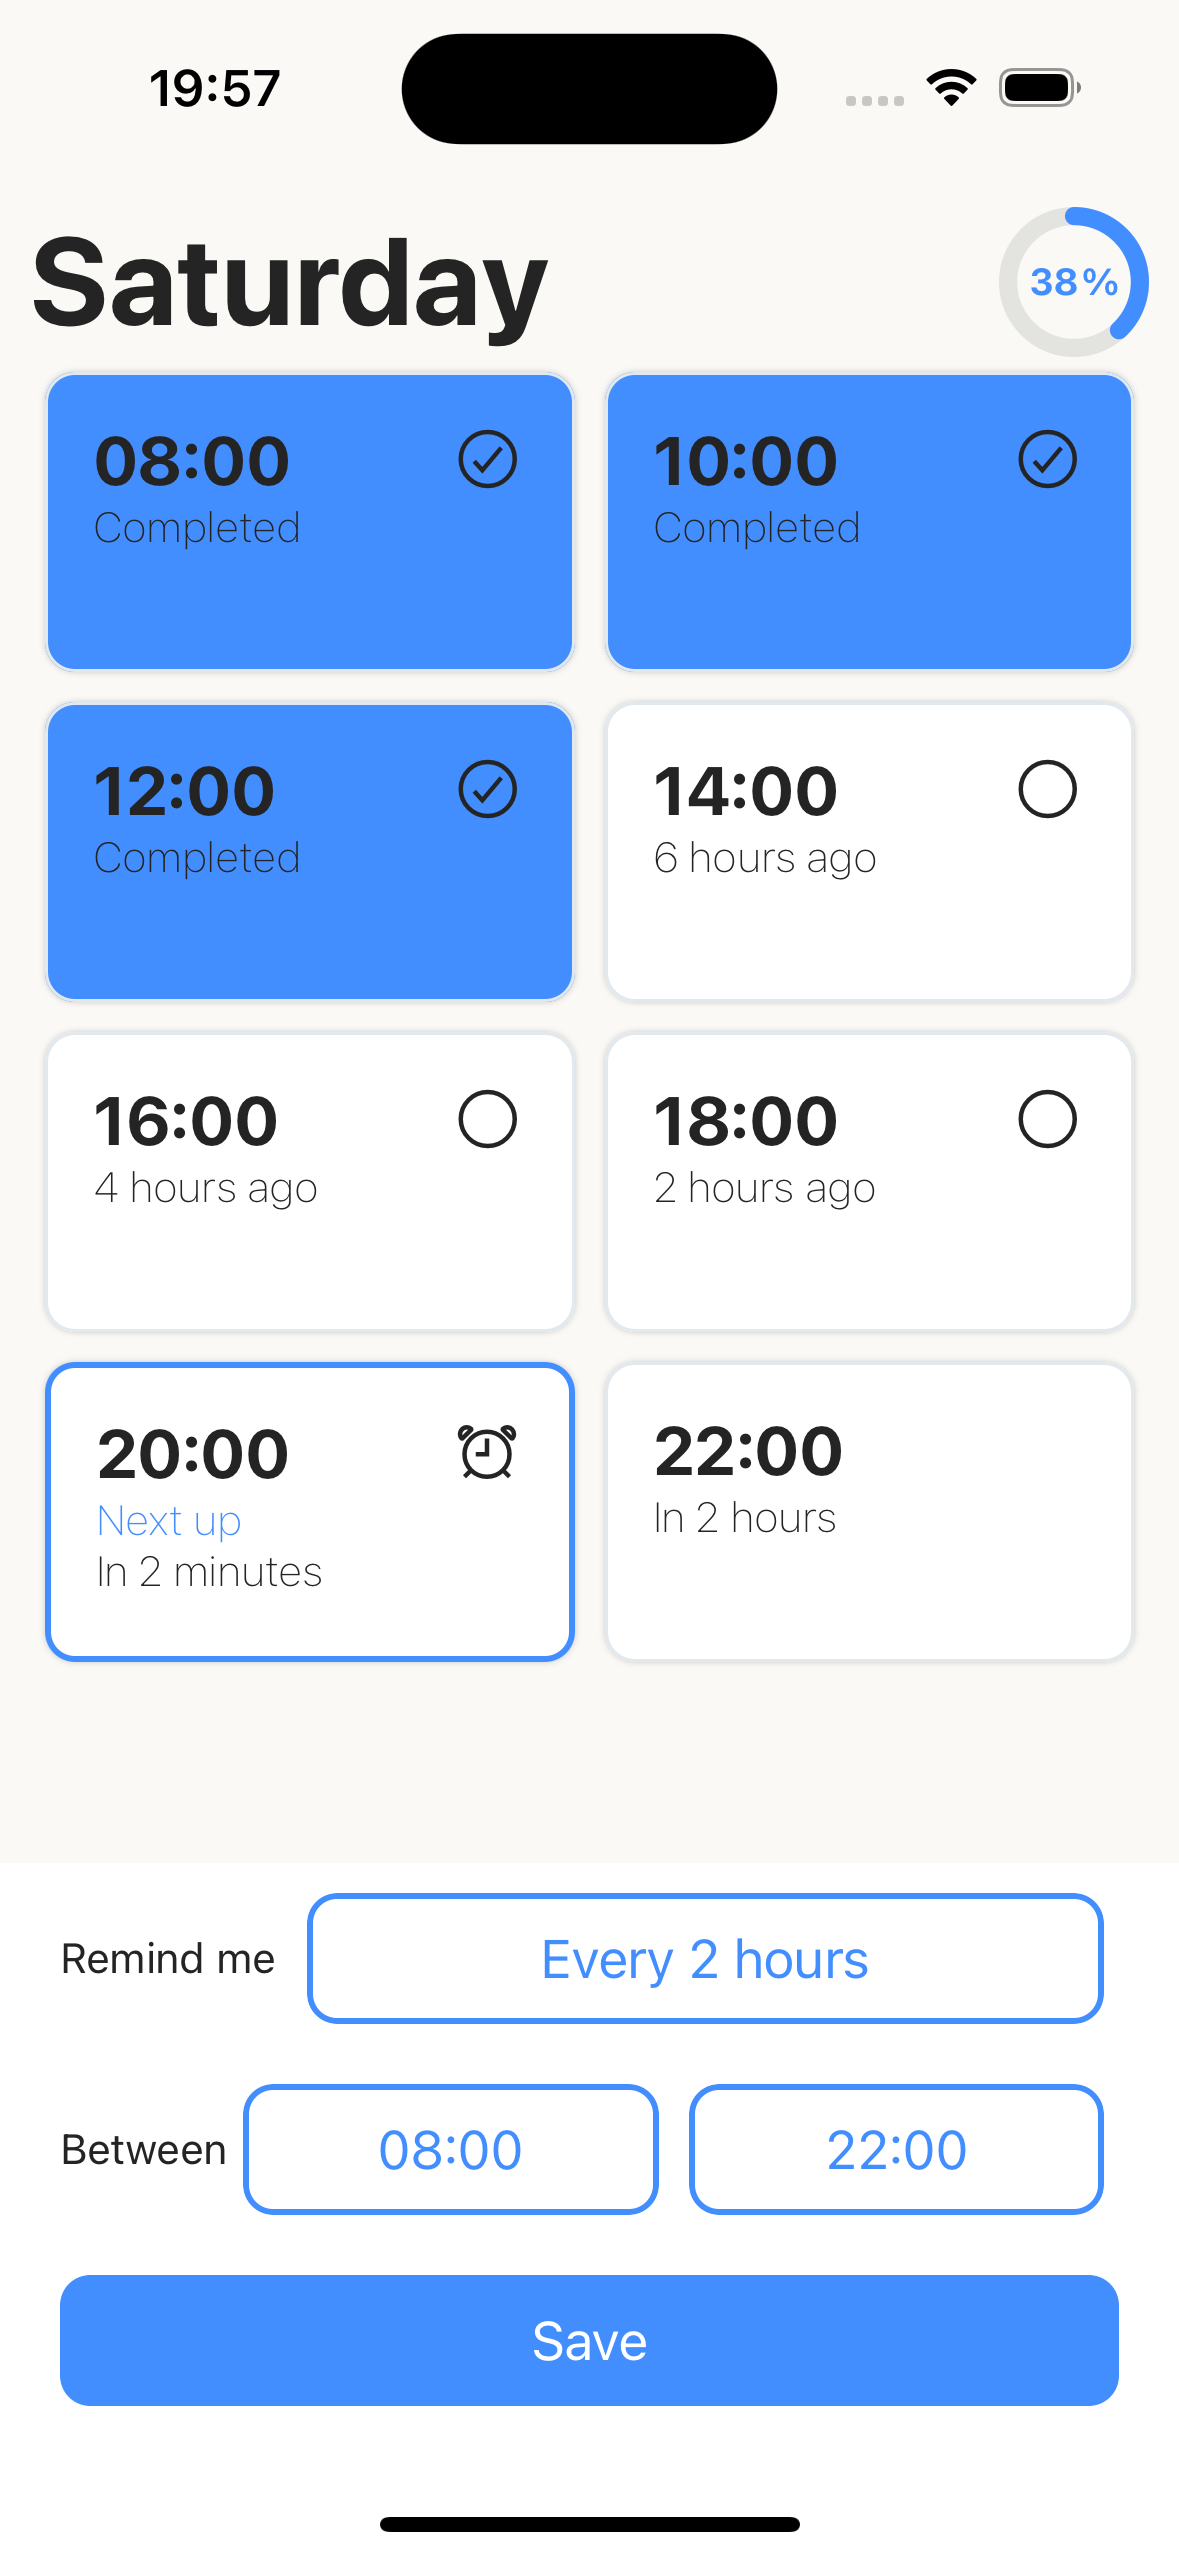 19:57
Saturday
38%
08:00
Completed
10:00
Completed
12:00
Completed
14:00
6 hours ago
16:00
4 hours ago
18:00
2 hours ago
20:00
Next up
In 2 minutes
22:00
In 2 hours
Remind me
Every 2 hours
Between
08:00
22:00
Save